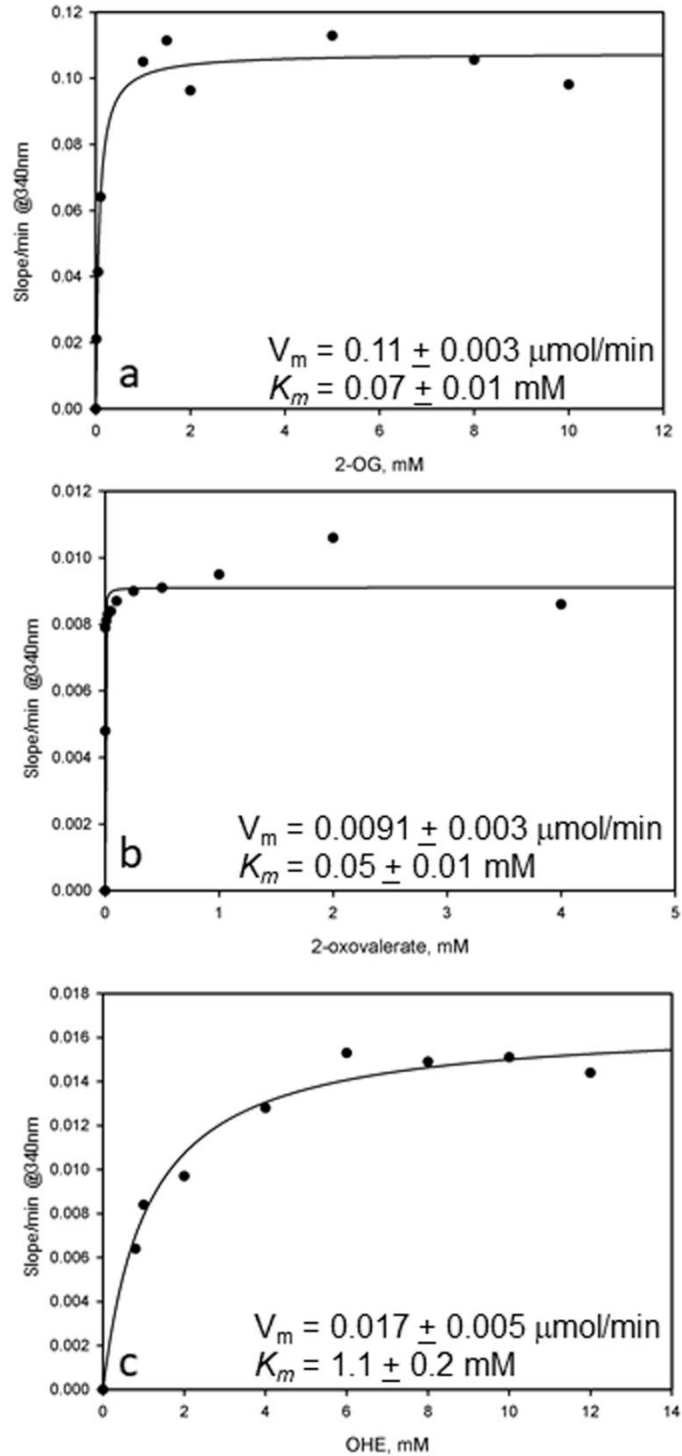 0.12
0.10
0.08
0.06
0.04
0.02
0.00
Slope/min @340nm
a
V_m = 0.11 ± 0.003 μmol/min
K_m = 0.07 ± 0.01 mM
0 2 4 6 8 10 12
2-OG, mM
0.012
0.010
0.008
0.006
0.004
0.002
0.000
Slope/min @340nm
b
V_m = 0.0091 ± 0.003 μmol/min
K_m = 0.05 ± 0.01 mM
0 1 2 3 4 5
2-oxovalerate, mM
0.018
0.016
0.014
0.012
0.010
0.008
0.006
0.004
0.002
0.000
Slope/min @340nm
c
V_m = 0.017 ± 0.005 μmol/min
K_m = 1.1 ± 0.2 mM
0 2 4 6 8 10 12 14
OHE, mM